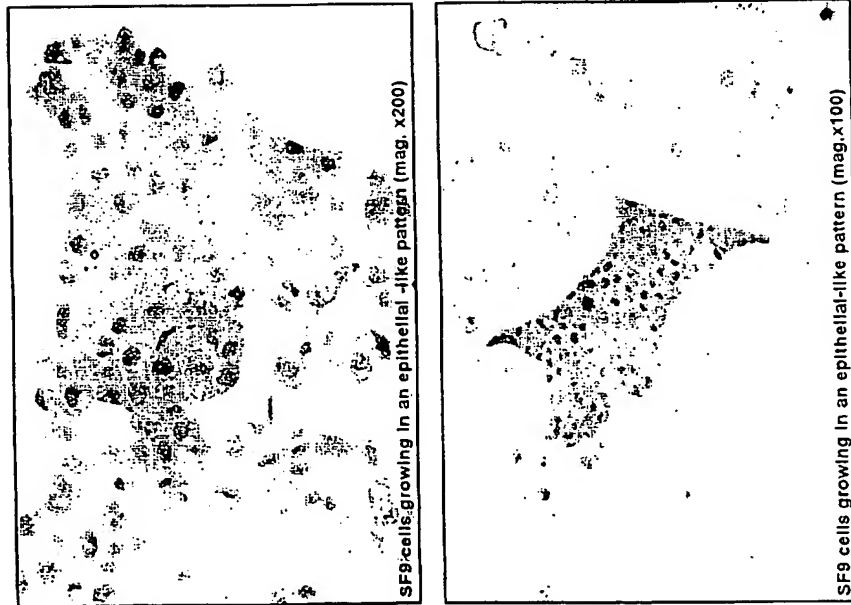 SF9 cells growing in an epithelial -like pattern (mag. x200)
SF9 cells growing in an epithelial-like pattern (mag.x100)